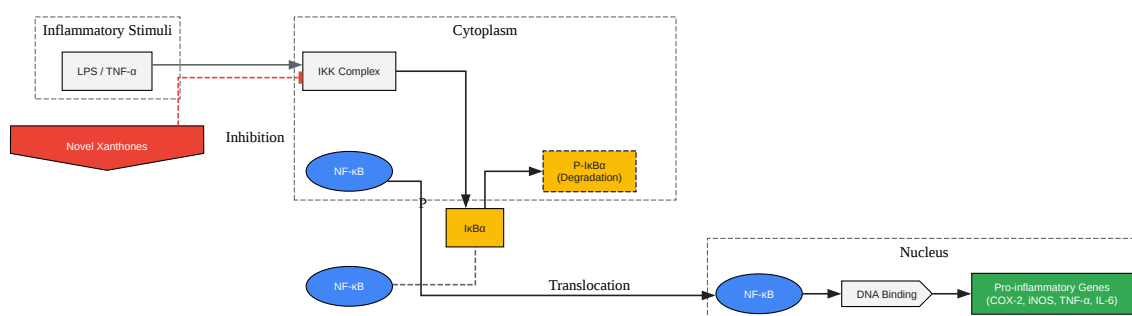 Inflammatory Stimuli
Cytoplasm
LPS / TNF-α
IKK Complex
Novel Xanthones
Inhibition
NF-κB
P-IκBα
(Degradation)
P
IκBα
NF-κB
Translocation
Nucleus
NF-κB
DNA Binding
Pro-inflammatory Genes
(COX-2, iNOS, TNF-α, IL-6)